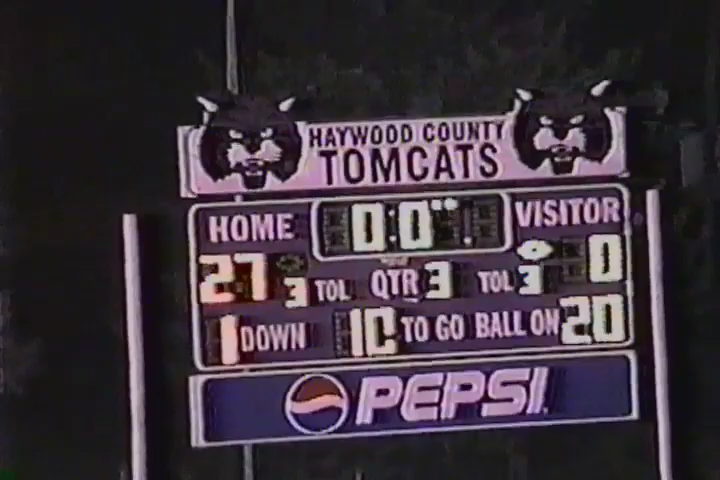 HAYWOOD COUNTY
TOMCATS
HOME 0:0 VISITOR
27 3 TOL QTR 3 TOL 3 0
1 DOWN 10 TO GO BALL ON 20
PEPSI